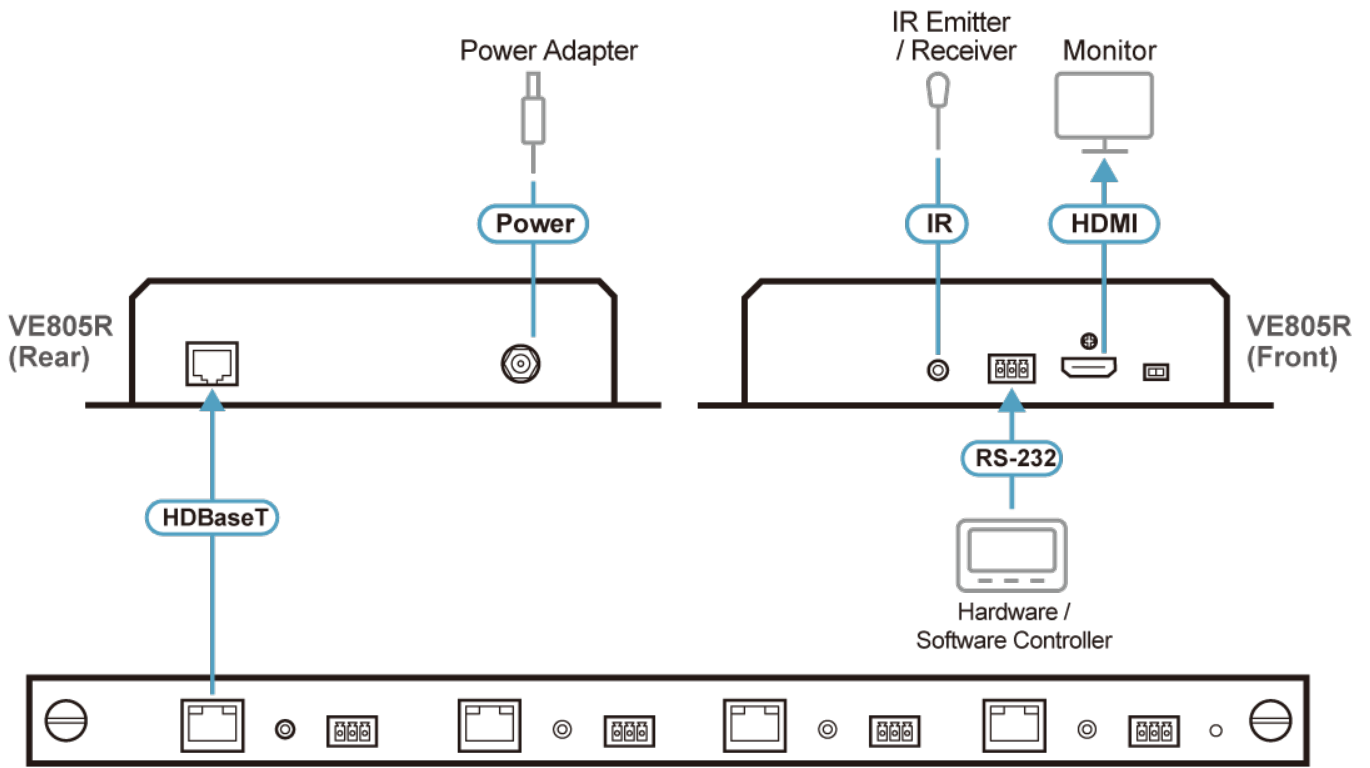 IR Emitter
/ Receiver
Power Adapter
Monitor
Power
IR
HDMI
VE805R
(Rear)
VE805R
(Front)
RS-232
HDBaseT
Hardware /
Software Controller